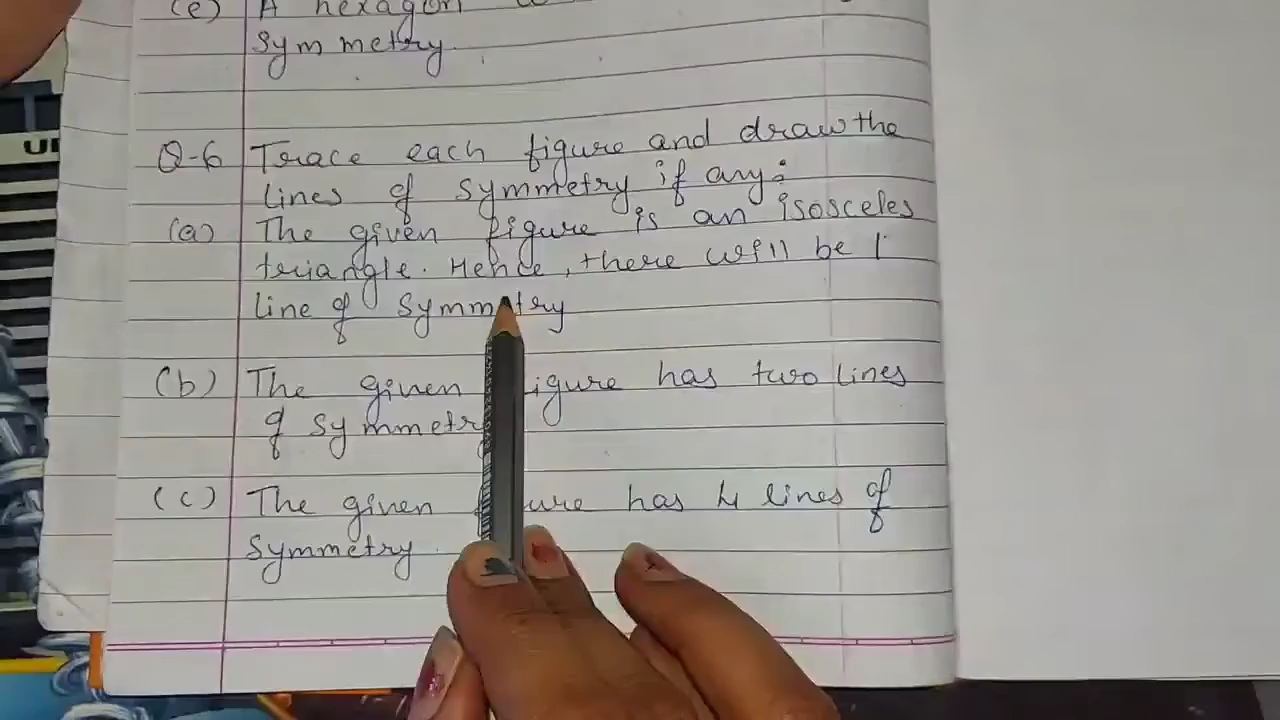 (e) A hexagon
Symmetry.
Q-6 Trace each figure and draw the
lines of symmetry if any:
(a) The given figure is an isosceles
triangle. Hence, there will be 1
line of symmetry
(b) The given figure has two lines
of symmetry
(c) The given figure has 4 lines of
Symmetry.